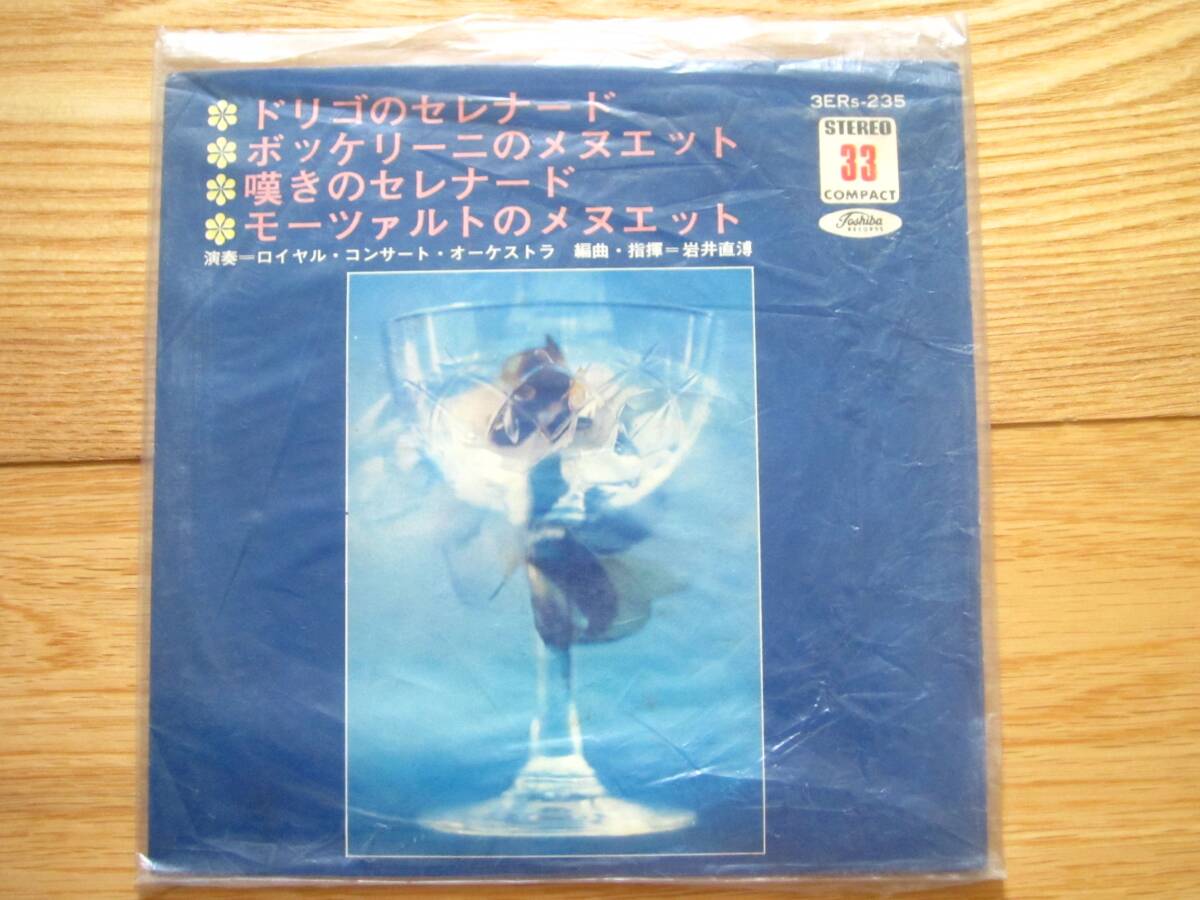 ドリゴのセレナード
ボッケリーニのメヌエット
嘆きのセレナード
モーツァルトのメヌエット
演奏=ロイヤル・コンサート・オーケストラ 編曲・指揮=岩井直溥
3ERs-235
STEREO
33
COMPACT
Toshiba
RECORDS